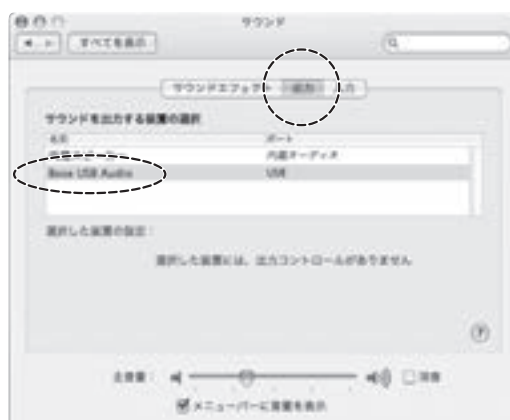 サウンド
すべてを表示
サウンドエフェクト 出力 入力
サウンドを出力する装置の選択
名前 ポート
内蔵スピーカー 内蔵オーディオ
Bose USB Audio USB
選択した装置の設定：
選択した装置には、出力コントロールがありません
主音量： 消音
メニューバーに音量を表示